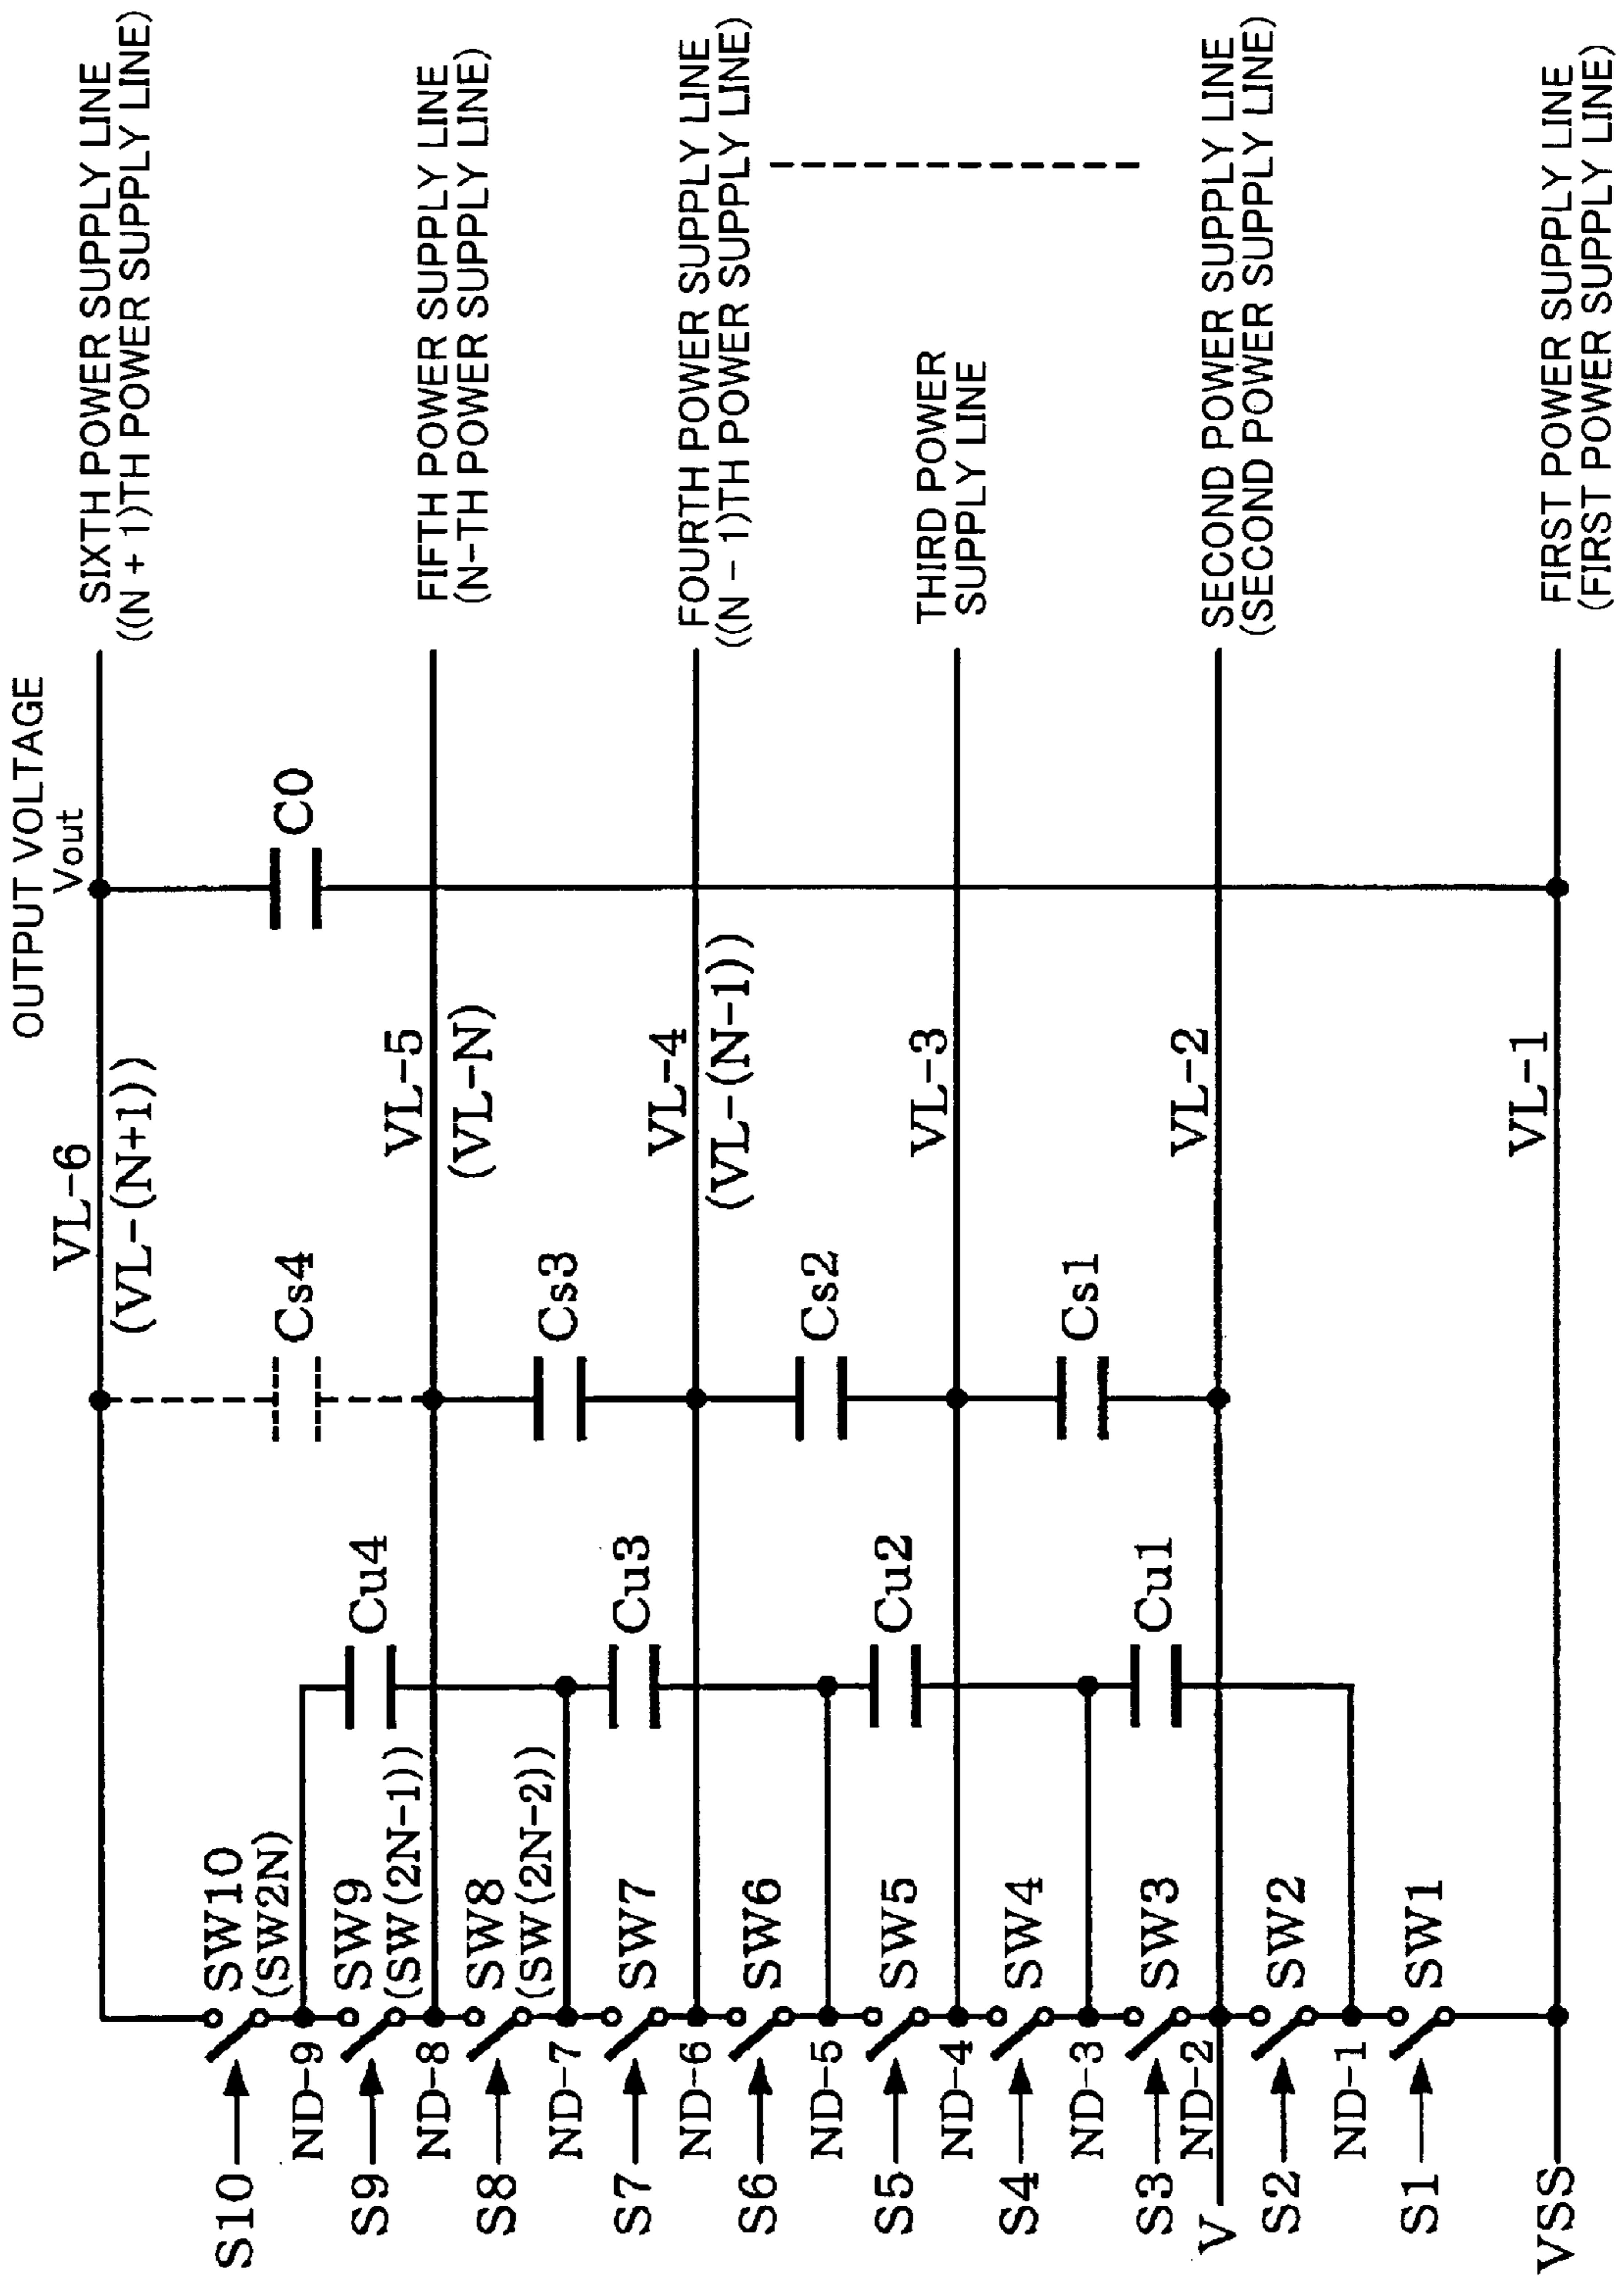 OUTPUT VOLTAGE
Vout
SIXTH POWER SUPPLY LINE
((N + 1)TH POWER SUPPLY LINE)
VL-6
(VL-(N+1))
C0
Cs4
SW10
(SW2N)
S10
ND-9
Cu4
SW9
(SW(2N-1))
S9
ND-8
VL-5
(VL-N)
FIFTH POWER SUPPLY LINE
(N-TH POWER SUPPLY LINE)
SW8
(SW(2N-2))
S8
ND-7
Cs3
Cu3
SW7
S7
ND-6
VL-4
(VL-(N-1))
FOURTH POWER SUPPLY LINE
((N - 1)TH POWER SUPPLY LINE)
SW6
S6
ND-5
Cs2
Cu2
SW5
S5
ND-4
VL-3
THIRD POWER
SUPPLY LINE
SW4
S4
ND-3
Cs1
Cu1
SW3
S3
ND-2
V
VL-2
SECOND POWER SUPPLY LINE
(SECOND POWER SUPPLY LINE)
SW2
S2
ND-1
SW1
S1
VSS
VL-1
FIRST POWER SUPPLY LINE
(FIRST POWER SUPPLY LINE)